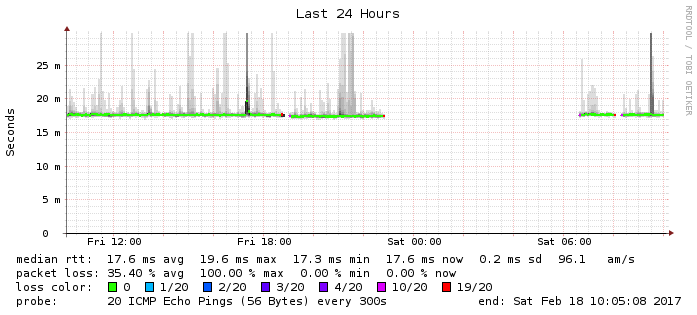 Last 24 Hours
RRDTOOL / TOBI OETIKER
Seconds
25 m
20 m
15 m
10 m
5 m
0
Fri 12:00 Fri 18:00 Sat 00:00 Sat 06:00
median rtt: 17.6 ms avg 19.6 ms max 17.3 ms min 17.6 ms now 0.2 ms sd 96.1 am/s
packet loss: 35.40 % avg 100.00 % max 0.00 % min 0.00 % now
loss color: 0 1/20 2/20 3/20 4/20 10/20 19/20
probe: 20 ICMP Echo Pings (56 Bytes) every 300s end: Sat Feb 18 10:05:08 2017